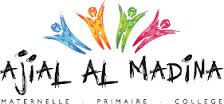 AJIAL AL MADINA
MATERNELLE · PRIMAIRE · COLLEGE